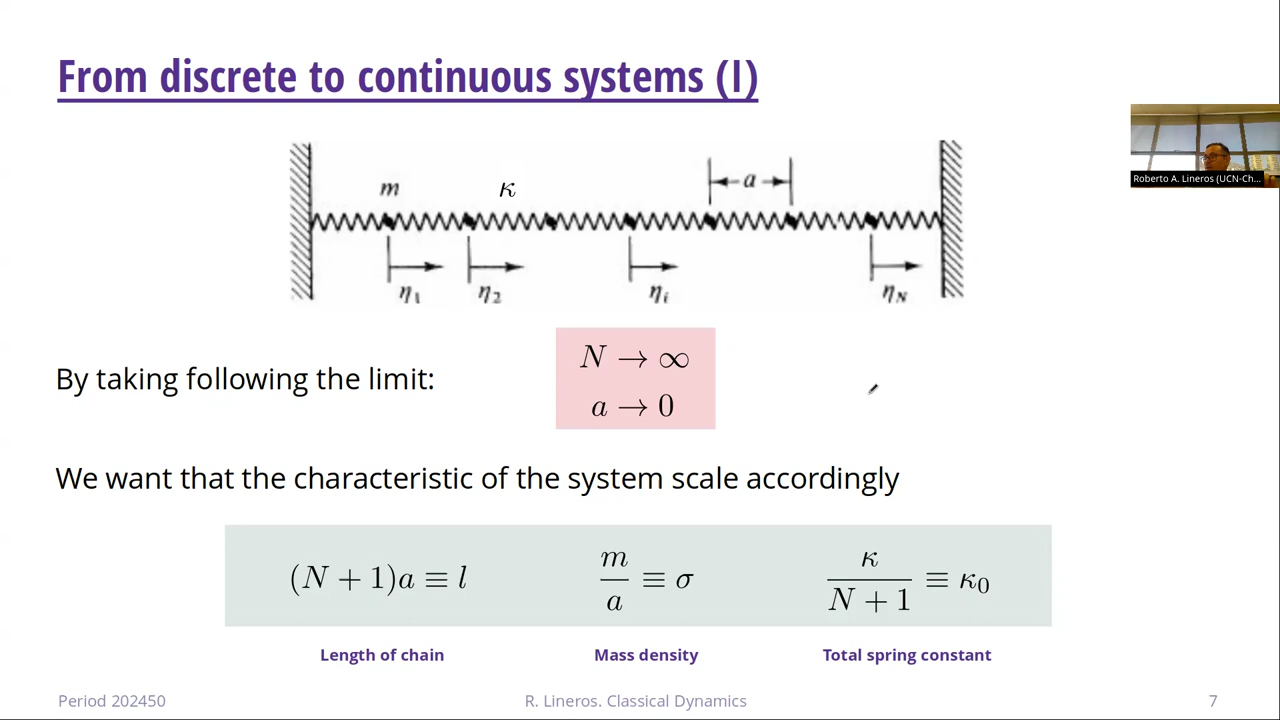 From discrete to continuous systems (I)
m κ a
η₁ η₂ ηᵢ η_N
Roberto A. Lineros (UCN-Ch...
By taking following the limit:
N → ∞
a → 0
We want that the characteristic of the system scale accordingly
(N + 1)a ≡ l
m/a ≡ σ
κ/(N + 1) ≡ κ₀
Length of chain
Mass density
Total spring constant
Period 202450
R. Lineros. Classical Dynamics
7